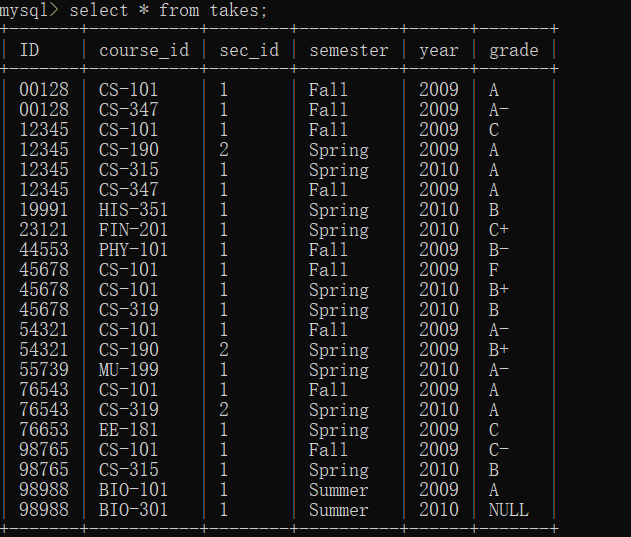 mysql> select * from takes;
+-------+-----------+--------+----------+------+-------+
| ID    | course_id | sec_id | semester | year | grade |
+-------+-----------+--------+----------+------+-------+
| 00128 | CS-101    | 1      | Fall     | 2009 | A     |
| 00128 | CS-347    | 1      | Fall     | 2009 | A-    |
| 12345 | CS-101    | 1      | Fall     | 2009 | C     |
| 12345 | CS-190    | 2      | Spring   | 2009 | A     |
| 12345 | CS-315    | 1      | Spring   | 2010 | A     |
| 12345 | CS-347    | 1      | Fall     | 2009 | A     |
| 19991 | HIS-351   | 1      | Spring   | 2010 | B     |
| 23121 | FIN-201   | 1      | Spring   | 2010 | C+    |
| 44553 | PHY-101   | 1      | Fall     | 2009 | B-    |
| 45678 | CS-101    | 1      | Fall     | 2009 | F     |
| 45678 | CS-101    | 1      | Spring   | 2010 | B+    |
| 45678 | CS-319    | 1      | Spring   | 2010 | B     |
| 54321 | CS-101    | 1      | Fall     | 2009 | A-    |
| 54321 | CS-190    | 2      | Spring   | 2009 | B+    |
| 55739 | MU-199    | 1      | Spring   | 2010 | A-    |
| 76543 | CS-101    | 1      | Fall     | 2009 | A     |
| 76543 | CS-319    | 2      | Spring   | 2010 | A     |
| 76653 | EE-181    | 1      | Spring   | 2009 | C     |
| 98765 | CS-101    | 1      | Fall     | 2009 | C-    |
| 98765 | CS-315    | 1      | Spring   | 2010 | B     |
| 98988 | BIO-101   | 1      | Summer   | 2009 | A     |
| 98988 | BIO-301   | 1      | Summer   | 2010 | NULL  |
+-------+-----------+--------+----------+------+-------+